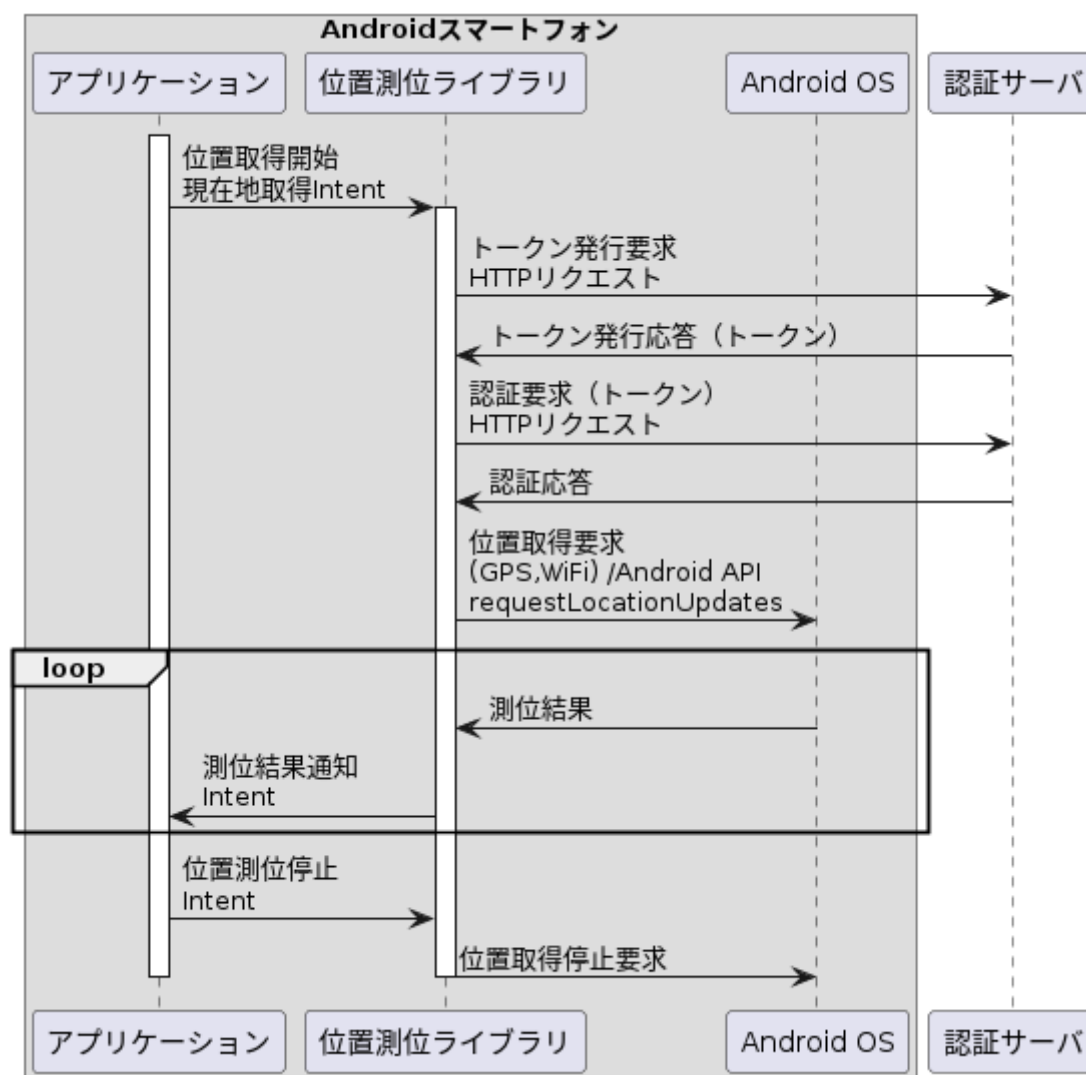 Androidスマートフォン
アプリケーション
位置測位ライブラリ
Android OS
認証サーバ
位置取得開始
現在地取得Intent
トークン発行要求
HTTPリクエスト
トークン発行応答（トークン）
認証要求（トークン）
HTTPリクエスト
認証応答
位置取得要求
(GPS,WiFi) /Android API
requestLocationUpdates
loop
測位結果
測位結果通知
Intent
位置測位停止
Intent
位置取得停止要求
アプリケーション
位置測位ライブラリ
Android OS
認証サーバ